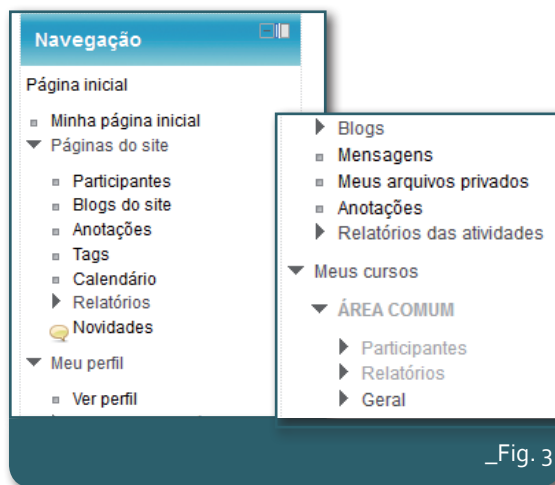 Navegação
Página inicial
Minha página inicial
Páginas do site
Participantes
Blogs do site
Anotações
Tags
Calendário
Relatórios
Novidades
Meu perfil
Ver perfil
Blogs
Mensagens
Meus arquivos privados
Anotações
Relatórios das atividades
Meus cursos
ÁREA COMUM
Participantes
Relatórios
Geral
_Fig. 3